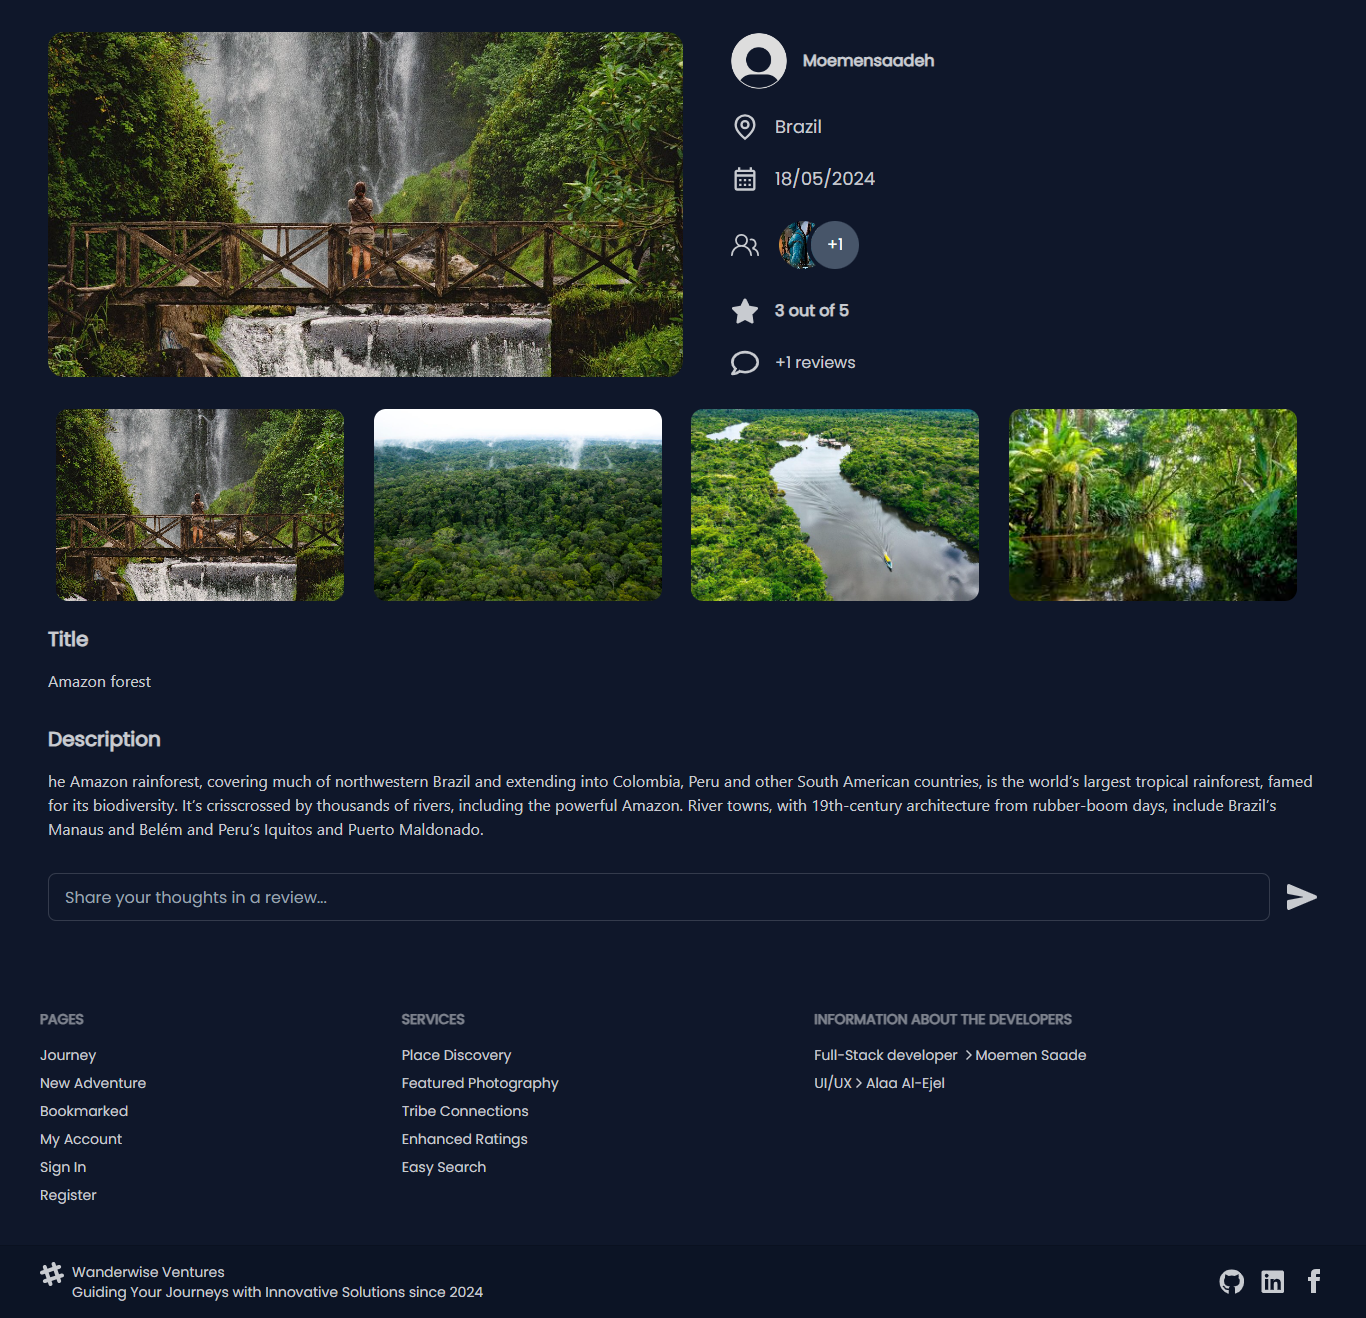 Moemensaadeh
Brazil
18/05/2024
+1
3 out of 5
+1 reviews
Title
Amazon forest
Description
he Amazon rainforest, covering much of northwestern Brazil and extending into Colombia, Peru and other South American countries, is the world's largest tropical rainforest, famed
for its biodiversity. It's crisscrossed by thousands of rivers, including the powerful Amazon. River towns, with 19th-century architecture from rubber-boom days, include Brazil's
Manaus and Belém and Peru's Iquitos and Puerto Maldonado.
Share your thoughts in a review...
PAGES
Journey
New Adventure
Bookmarked
My Account
Sign In
Register
SERVICES
Place Discovery
Featured Photography
Tribe Connections
Enhanced Ratings
Easy Search
INFORMATION ABOUT THE DEVELOPERS
Full-Stack developer > Moemen Saade
UI/UX > Alaa Al-Ejel
Wanderwise Ventures
Guiding Your Journeys with Innovative Solutions since 2024